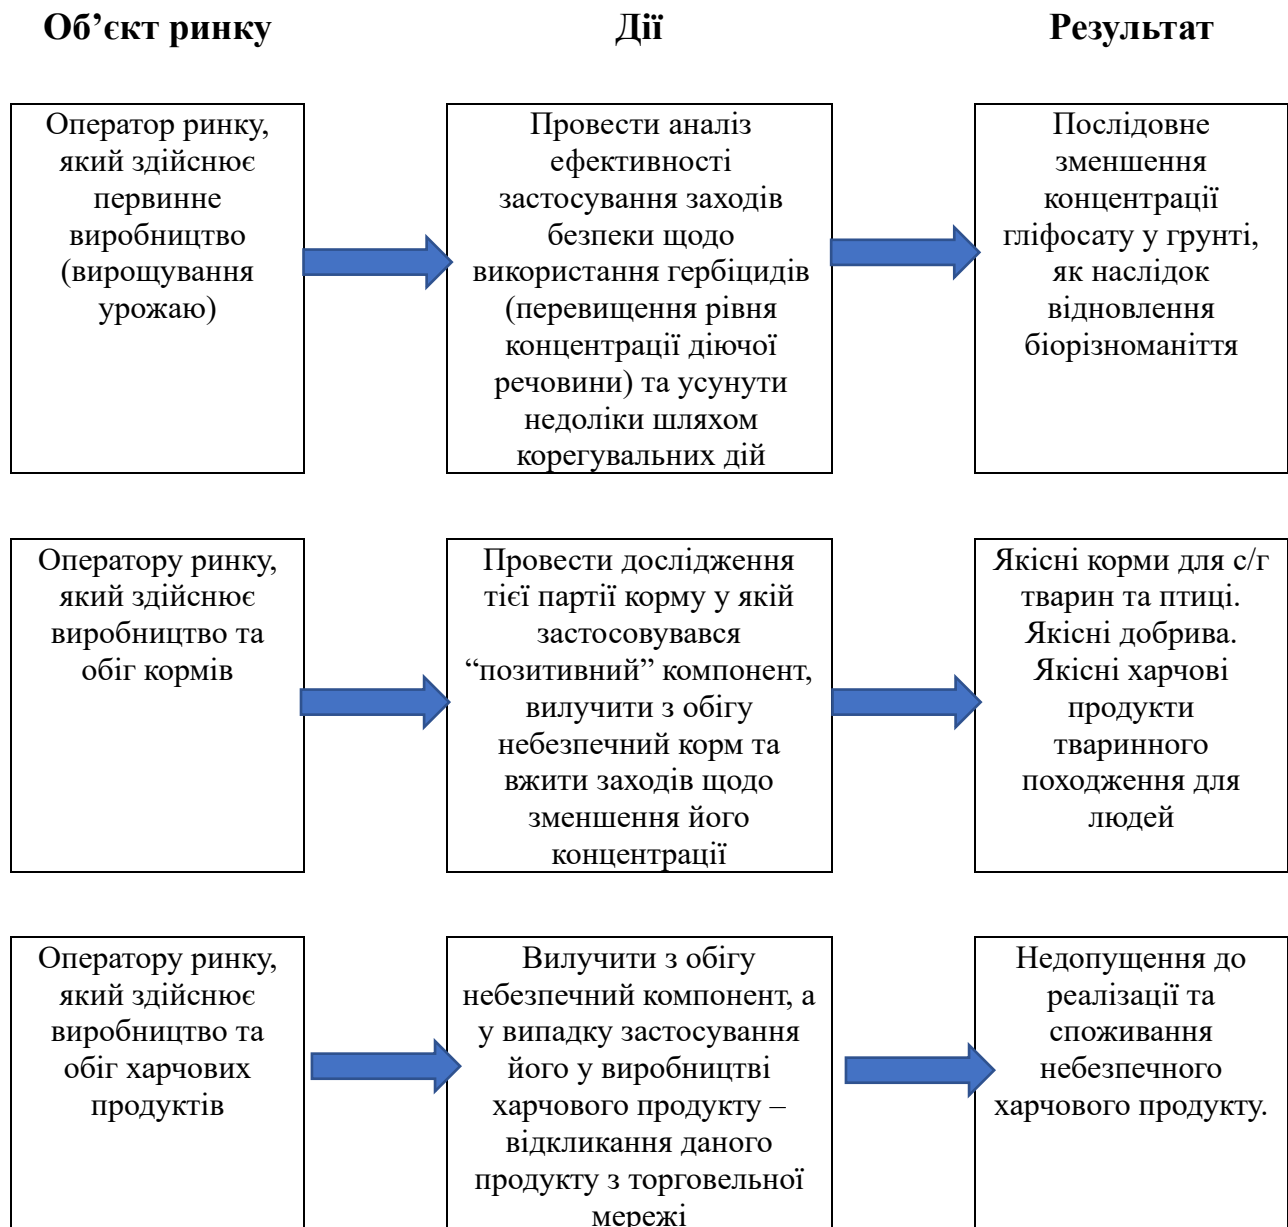 Об’єкт ринку
Дії
Результат
Оператор ринку,
який здійснює
первинне
виробництво
(вирощування
урожаю)
Провести аналіз
ефективності
застосування заходів
безпеки щодо
використання гербіцидів
(перевищення рівня
концентрації діючої
речовини) та усунути
недоліки шляхом
корегувальних дій
Послідовне
зменшення
концентрації
гліфосату у грунті,
як наслідок
відновлення
біорізноманіття
Оператору ринку,
який здійснює
виробництво та
обіг кормів
Провести дослідження
тієї партії корму у якій
застосовувався
“позитивний” компонент,
вилучити з обігу
небезпечний корм та
вжити заходів щодо
зменшення його
концентрації
Якісні корми для с/г
тварин та птиці.
Якісні добрива.
Якісні харчові
продукти
тваринного
походження для
людей
Оператору ринку,
який здійснює
виробництво та
обіг харчових
продуктів
Вилучити з обігу
небезпечний компонент, а
у випадку застосування
його у виробництві
харчового продукту –
відкликання даного
продукту з торговельної
мережі
Недопущення до
реалізації та
споживання
небезпечного
харчового продукту.